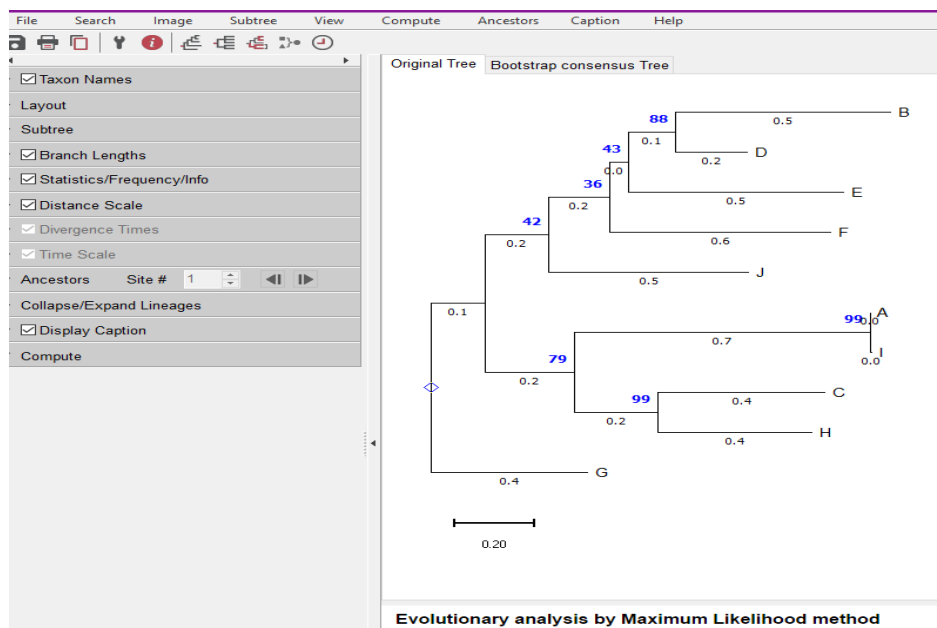 File Search Image Subtree View Compute Ancestors Caption Help
Taxon Names
Layout
Subtree
Branch Lengths
Statistics/Frequency/Info
Distance Scale
Divergence Times
Time Scale
Ancestors Site # 1
Collapse/Expand Lineages
Display Caption
Compute
Original Tree Bootstrap consensus Tree
B
88
0.5
0.1
D
43
0.2
0.0
E
36
0.5
0.2
F
42
0.6
0.2
J
0.5
0.1
A
99
0.0
0.7
I
79
0.0
0.2
C
99
0.4
0.2
H
0.4
G
0.4
0.20
Evolutionary analysis by Maximum Likelihood method